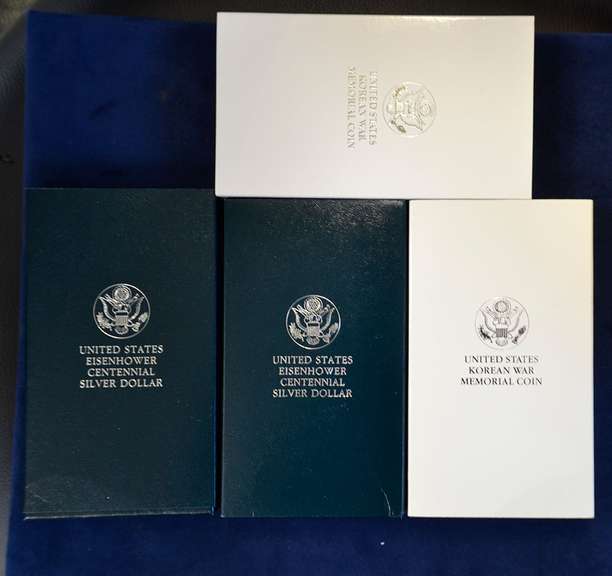 UNITED STATES
KOREAN WAR
MEMORIAL COIN
UNITED STATES
EISENHOWER
CENTENNIAL
SILVER DOLLAR
UNITED STATES
EISENHOWER
CENTENNIAL
SILVER DOLLAR
UNITED STATES
KOREAN WAR
MEMORIAL COIN